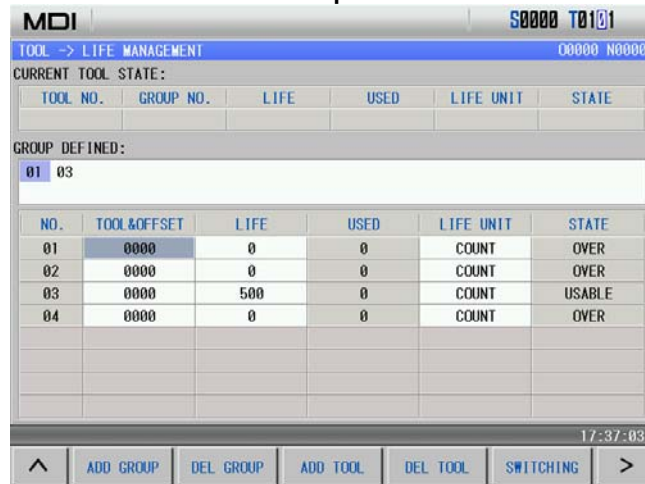 MDI S0000 T0101
TOOL -> LIFE MANAGEMENT O0000 N0000
CURRENT TOOL STATE:
TOOL NO. GROUP NO. LIFE USED LIFE UNIT STATE
GROUP DEFINED:
01 03
NO. TOOL&OFFSET LIFE USED LIFE UNIT STATE
01 0000 0 0 COUNT OVER
02 0000 0 0 COUNT OVER
03 0000 500 0 COUNT USABLE
04 0000 0 0 COUNT OVER
17:37:03
^ ADD GROUP DEL GROUP ADD TOOL DEL TOOL SWITCHING >